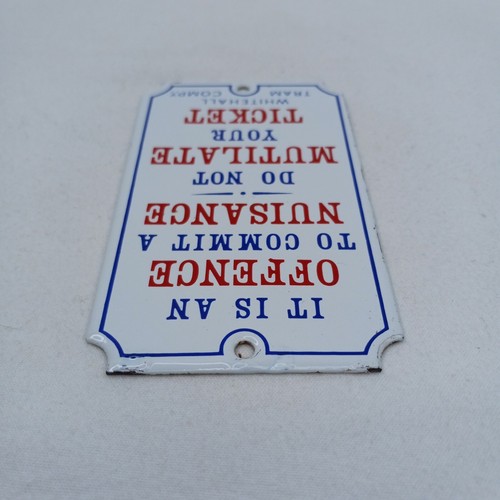 IT IS AN
OFFENCE
TO COMMIT A
NUISANCE
DO NOT
MUTILATE
YOUR
TICKET
WHITEHALL
TRAM COMPY